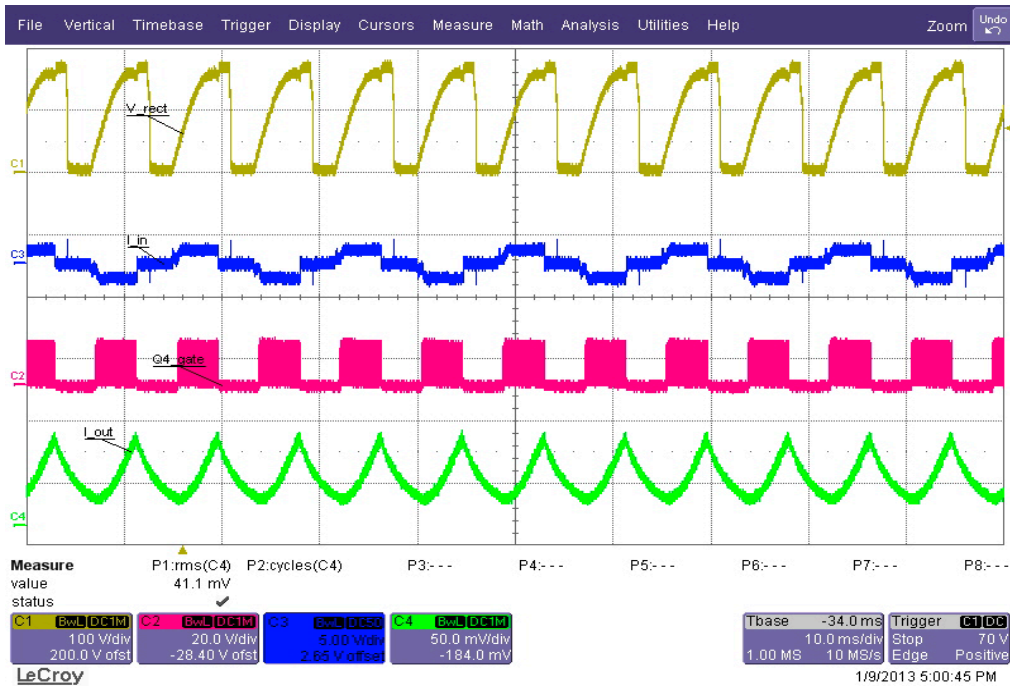 File Vertical Timebase Trigger Display Cursors Measure Math Analysis Utilities Help Zoom Undo
V_rect
C1
I_in
C3
Q4_gate
C2
I_out
C4
Measure P1:rms(C4) P2:cycles(C4) P3:- - - P4:- - - P5:- - - P6:- - - P7:- - - P8:- - -
value 41.1 mV
status
C1 BwL DC1M C2 BwL DC1M C3 BwL DC50 C4 BwL DC1M Tbase -34.0 ms Trigger C1 DC
100 V/div 20.0 V/div 5.00 V/div 50.0 mV/div 10.0 ms/div Stop 70 V
200.0 V ofst -28.40 V ofst 2.65 V offset -184.0 mV 1.00 MS 10 MS/s Edge Positive
LeCroy 1/9/2013 5:00:45 PM